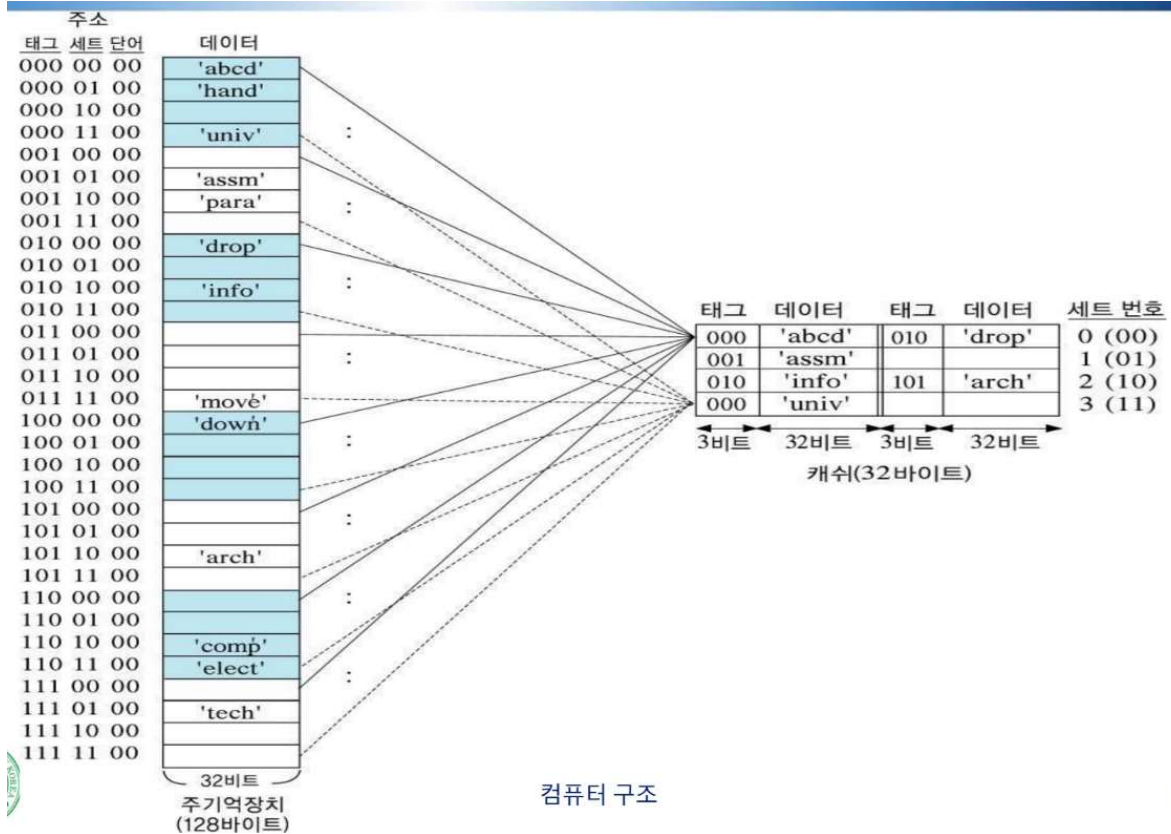 주소
태그 세트 단어 데이터
000 00 00 'abcd'
000 01 00 'hand'
000 10 00
000 11 00 'univ'
001 00 00
001 01 00 'assm'
001 10 00 'para'
001 11 00
010 00 00 'drop'
010 01 00
010 10 00 'info'
010 11 00
011 00 00
011 01 00
011 10 00
011 11 00 'move'
100 00 00 'down'
100 01 00
100 10 00
100 11 00
101 00 00
101 01 00
101 10 00 'arch'
101 11 00
110 00 00
110 01 00
110 10 00 'comp'
110 11 00 'elect'
111 00 00
111 01 00 'tech'
111 10 00
111 11 00
32비트
주기억장치
(128바이트)
태그 데이터 태그 데이터 세트 번호
000 'abcd' 010 'drop' 0 (00)
001 'assm' 1 (01)
010 'info' 101 'arch' 2 (10)
000 'univ' 3 (11)
3비트 32비트 3비트 32비트
캐쉬(32바이트)
컴퓨터 구조